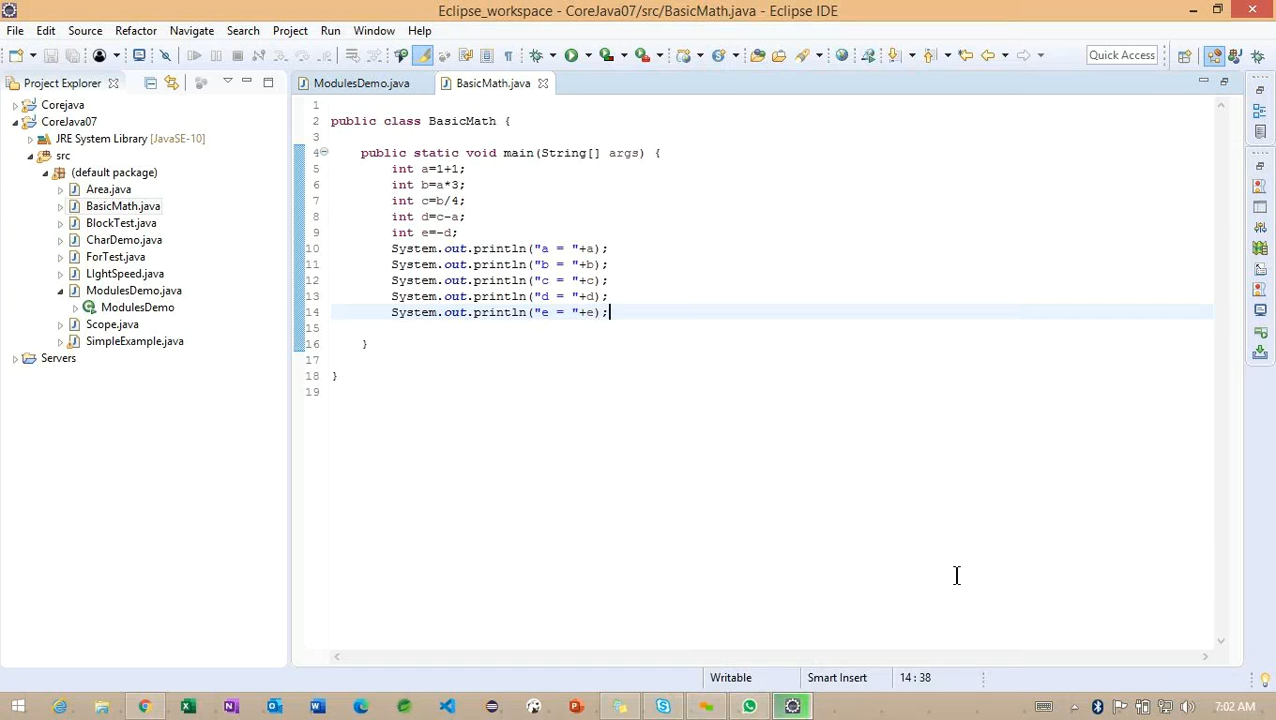 Eclipse_workspace - CoreJava07/src/BasicMath.java - Eclipse IDE
File Edit Source Refactor Navigate Search Project Run Window Help
Quick Access
Project Explorer
ModulesDemo.java
BasicMath.java
Corejava
CoreJava07
JRE System Library [JavaSE-10]
src
(default package)
Area.java
BasicMath.java
BlockTest.java
CharDemo.java
ForTest.java
LIghtSpeed.java
ModulesDemo.java
ModulesDemo
Scope.java
SimpleExample.java
Servers
1
2 public class BasicMath {
3
4 public static void main(String[] args) {
5 int a=1+1;
6 int b=a*3;
7 int c=b/4;
8 int d=c-a;
9 int e=-d;
10 System.out.println("a = "+a);
11 System.out.println("b = "+b);
12 System.out.println("c = "+c);
13 System.out.println("d = "+d);
14 System.out.println("e = "+e);
15
16 }
17
18 }
19
Writable Smart Insert 14 : 38
7:02 AM